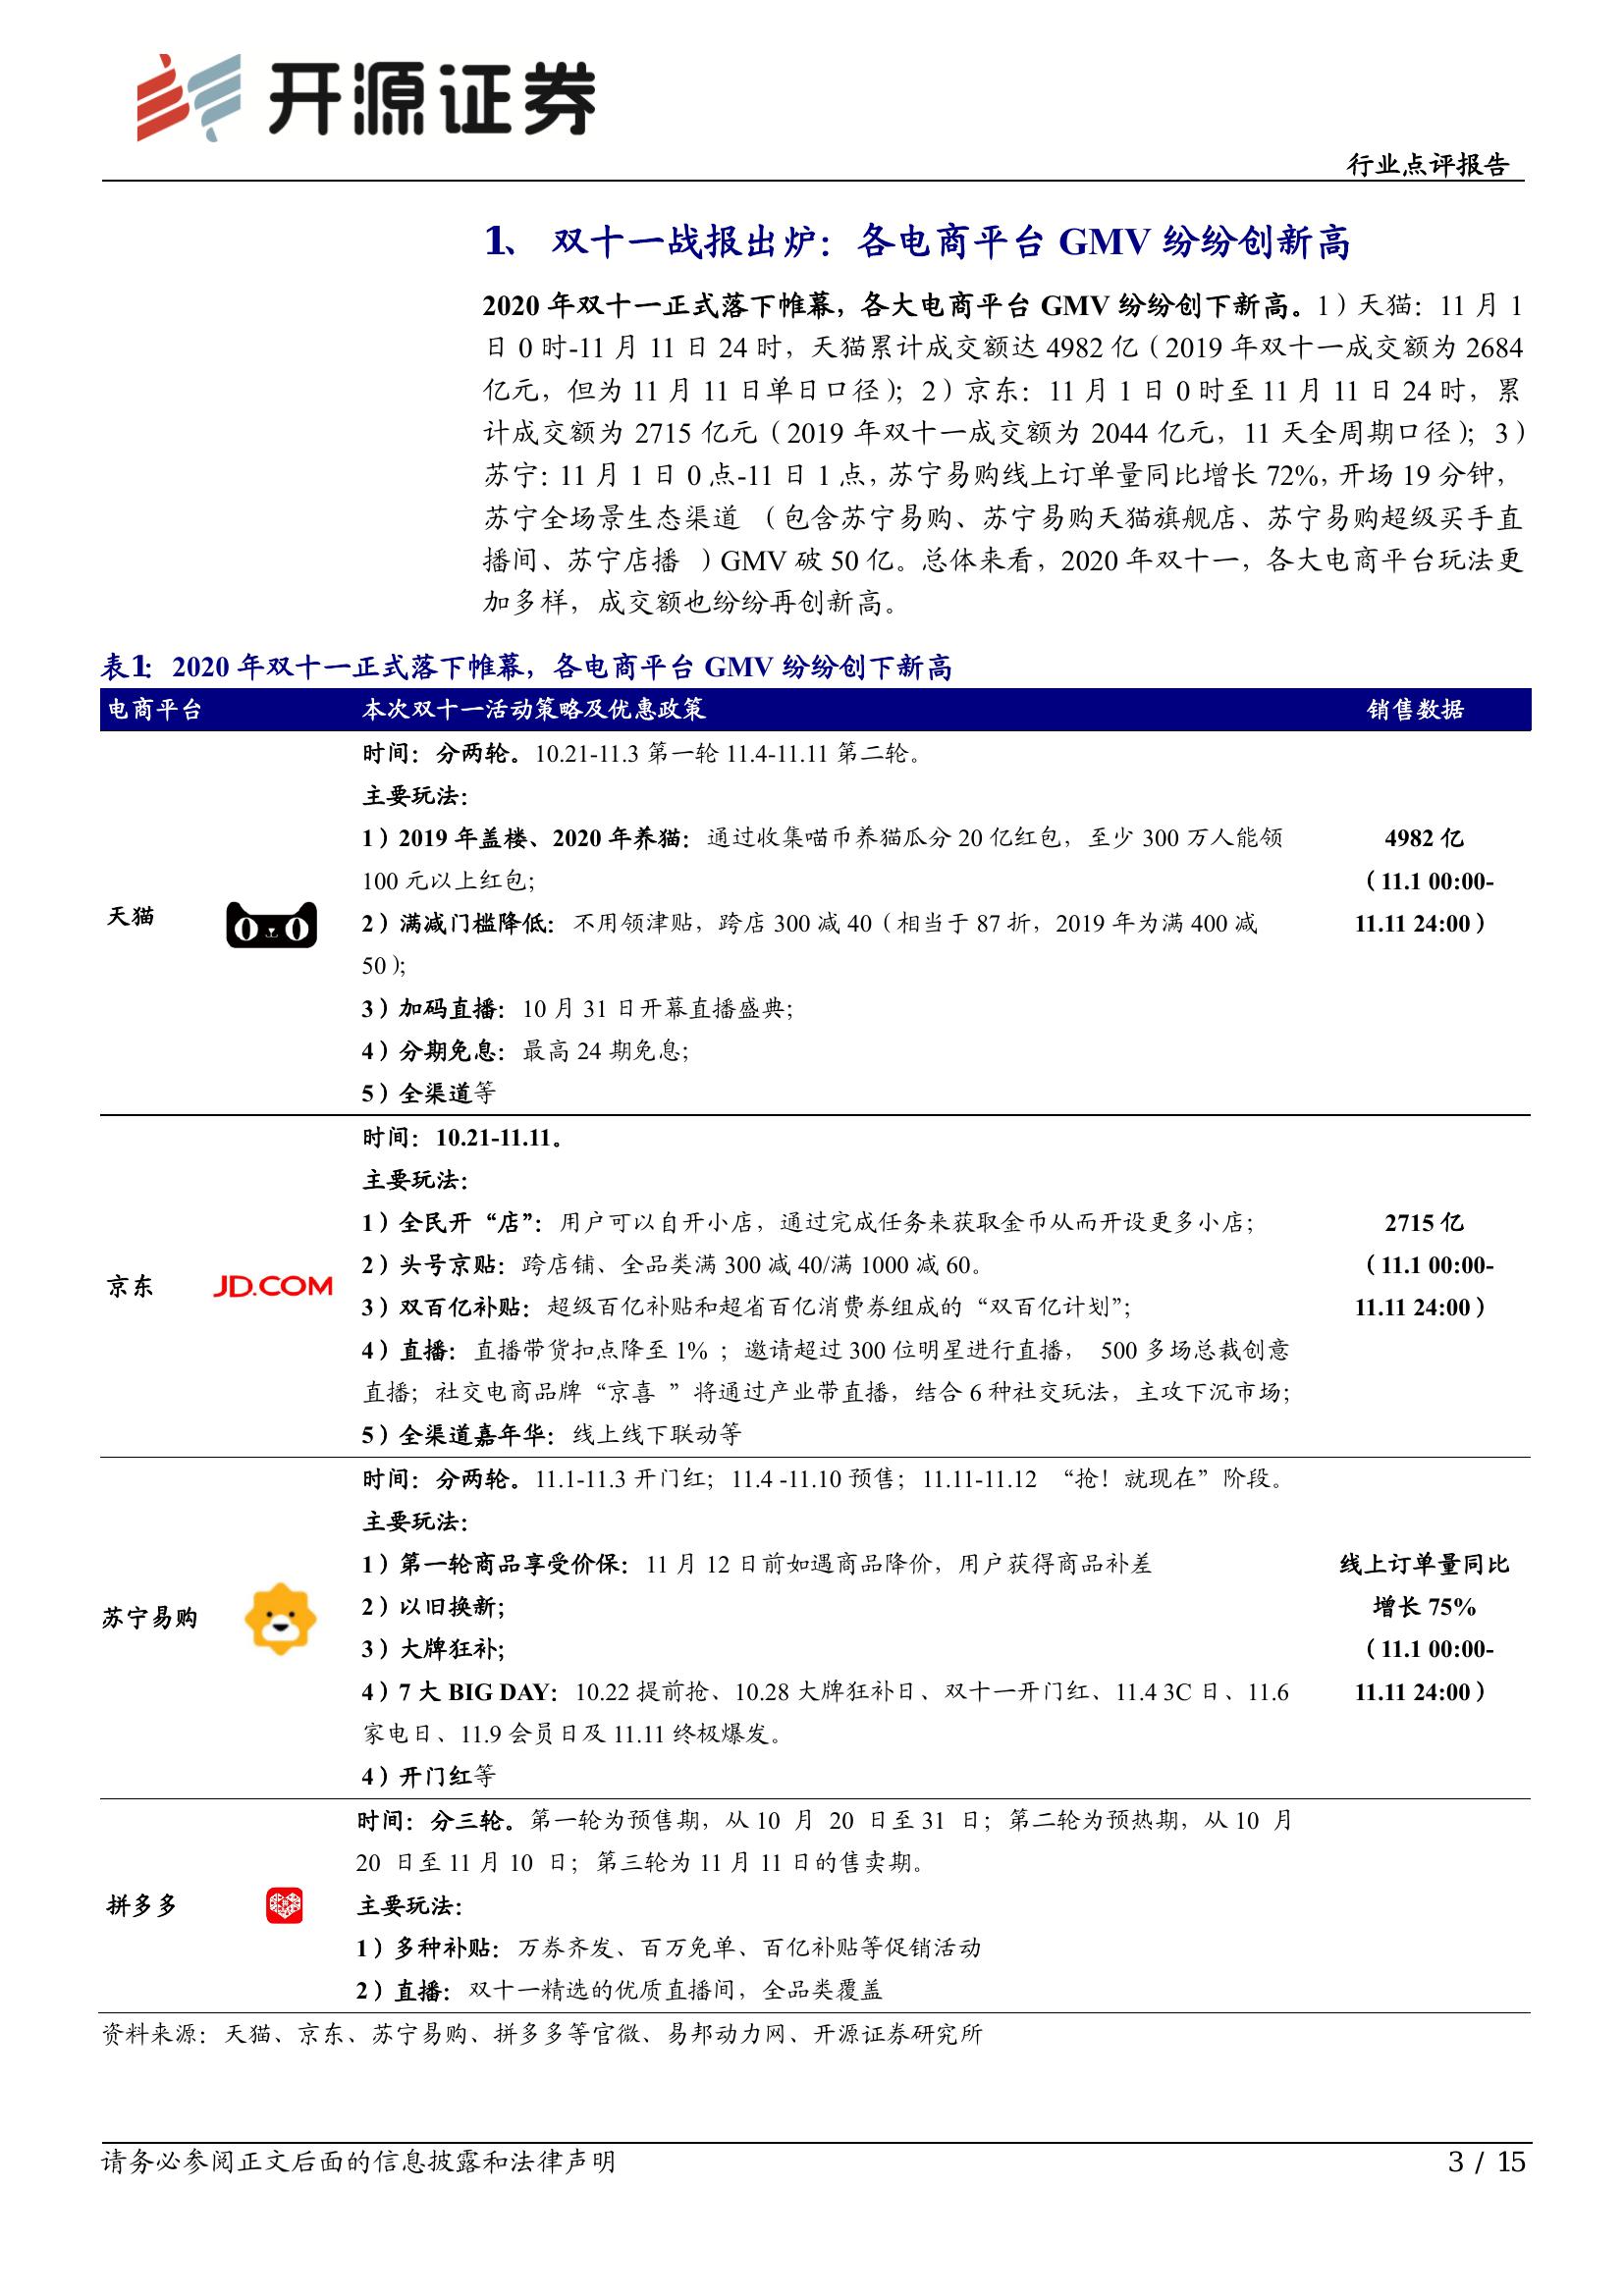 开源证券
行业点评报告
1、 双十一战报出炉：各电商平台 GMV 纷纷创新高
2020 年双十一正式落下帷幕，各大电商平台 GMV 纷纷创下新高。1）天猫：11 月 1
日 0 时-11 月 11 日 24 时，天猫累计成交额达 4982 亿（2019 年双十一成交额为 2684
亿元，但为 11 月 11 日单日口径）；2）京东：11 月 1 日 0 时至 11 月 11 日 24 时，累
计成交额为 2715 亿元（2019 年双十一成交额为 2044 亿元，11 天全周期口径）；3）
苏宁：11 月 1 日 0 点-11 日 1 点，苏宁易购线上订单量同比增长 72%，开场 19 分钟，
苏宁全场景生态渠道 （包含苏宁易购、苏宁易购天猫旗舰店、苏宁易购超级买手直
播间、苏宁店播 ）GMV 破 50 亿。总体来看，2020 年双十一，各大电商平台玩法更
加多样，成交额也纷纷再创新高。
表1：2020 年双十一正式落下帷幕，各电商平台 GMV 纷纷创下新高
电商平台 本次双十一活动策略及优惠政策 销售数据
时间：分两轮。10.21-11.3 第一轮 11.4-11.11 第二轮。
主要玩法：
1）2019 年盖楼、2020 年养猫：通过收集喵币养猫瓜分 20 亿红包，至少 300 万人能领
100 元以上红包；
2）满减门槛降低：不用领津贴，跨店 300 减 40（相当于 87 折，2019 年为满 400 减
50）；
3）加码直播：10 月 31 日开幕直播盛典；
4）分期免息：最高 24 期免息；
5）全渠道等
天猫
4982 亿
（11.1 00:00-
11.11 24:00）
时间：10.21-11.11。
主要玩法：
1）全民开“店”：用户可以自开小店，通过完成任务来获取金币从而开设更多小店；
2）头号京贴：跨店铺、全品类满 300 减 40/满 1000 减 60。
3）双百亿补贴：超级百亿补贴和超省百亿消费券组成的“双百亿计划”；
4）直播：直播带货扣点降至 1% ；邀请超过 300 位明星进行直播， 500 多场总裁创意
直播；社交电商品牌“京喜 ”将通过产业带直播，结合 6 种社交玩法，主攻下沉市场；
5）全渠道嘉年华：线上线下联动等
京东 JD.COM
2715 亿
（11.1 00:00-
11.11 24:00）
时间：分两轮。11.1-11.3 开门红；11.4 -11.10 预售；11.11-11.12 “抢！就现在”阶段。
主要玩法：
1）第一轮商品享受价保：11 月 12 日前如遇商品降价，用户获得商品补差
2）以旧换新；
3）大牌狂补；
4）7 大 BIG DAY：10.22 提前抢、10.28 大牌狂补日、双十一开门红、11.4 3C 日、11.6
家电日、11.9 会员日及 11.11 终极爆发。
4）开门红等
苏宁易购
线上订单量同比
增长 75%
（11.1 00:00-
11.11 24:00）
时间：分三轮。第一轮为预售期，从 10 月 20 日至 31 日；第二轮为预热期，从 10 月
20 日至 11 月 10 日；第三轮为 11 月 11 日的售卖期。
主要玩法：
1）多种补贴：万券齐发、百万免单、百亿补贴等促销活动
2）直播：双十一精选的优质直播间，全品类覆盖
拼多多
资料来源：天猫、京东、苏宁易购、拼多多等官微、易邦动力网、开源证券研究所
请务必参阅正文后面的信息披露和法律声明
3 / 15